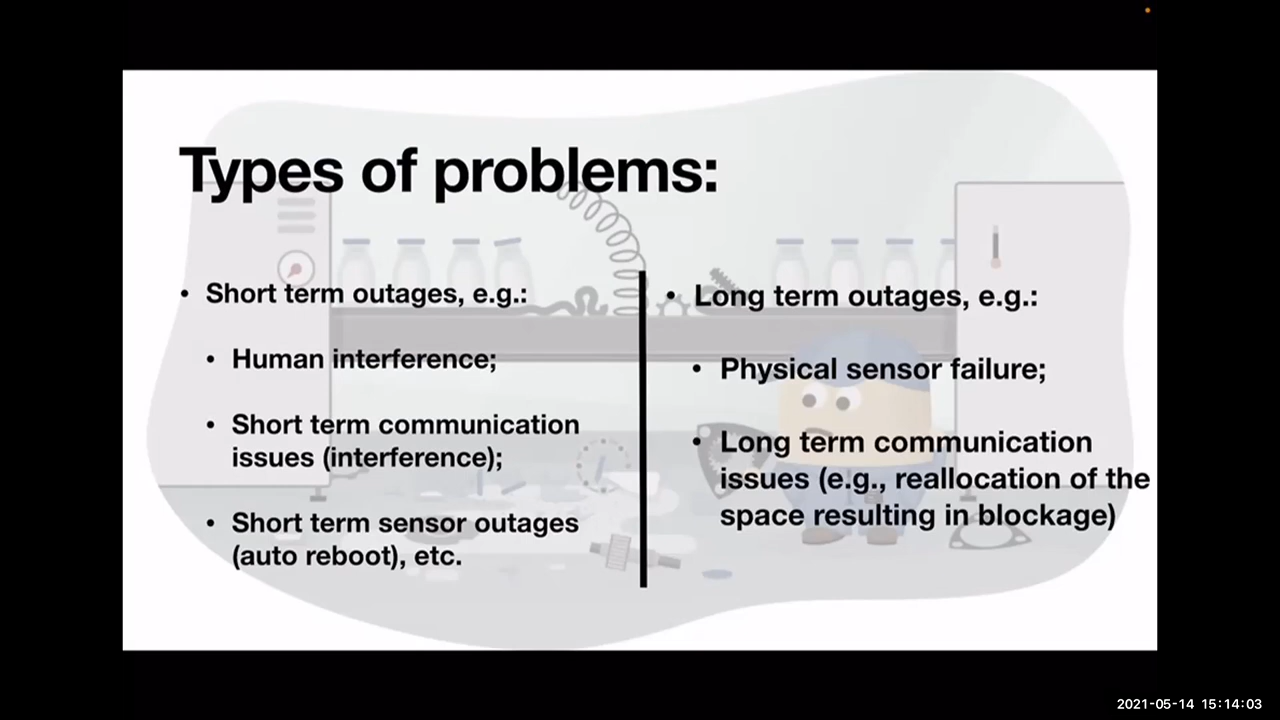 Types of problems:
• Short term outages, e.g.:
• Human interference;
• Short term communication
issues (interference);
• Short term sensor outages
(auto reboot), etc.
• Long term outages, e.g.:
• Physical sensor failure;
• Long term communication
issues (e.g., reallocation of the
space resulting in blockage)
2021-05-14 15:14:03